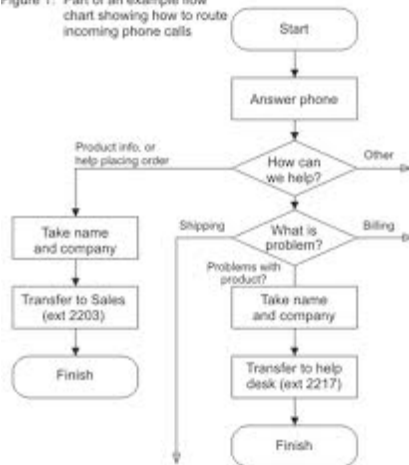 Figure 1: Part of an example flow
chart showing how to route
incoming phone calls
Start
Answer phone
Product info, or
help placing order
How can
we help?
Other
Take name
and company
Transfer to Sales
(ext 2203)
Finish
Shipping
What is
problem?
Billing
Problems with
product?
Take name
and company
Transfer to help
desk (ext 2217)
Finish